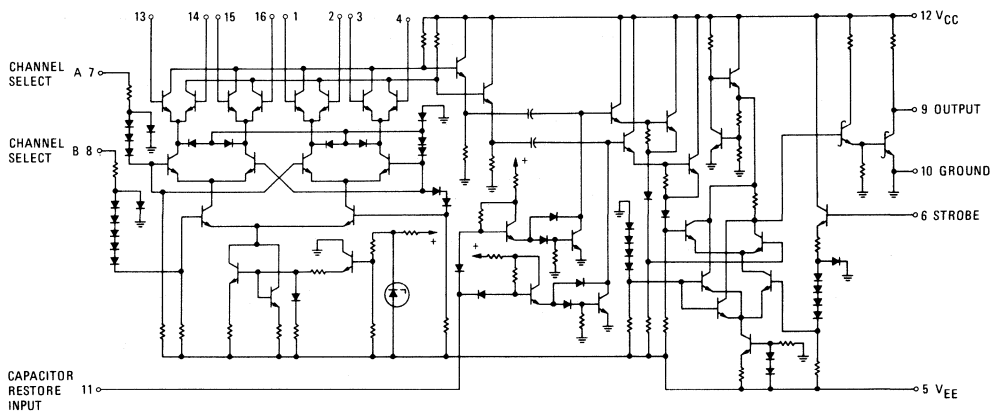 13 14 15 16 1 2 3 4
12 VCC
CHANNEL
SELECT
A 7
CHANNEL
SELECT
B 8
9 OUTPUT
10 GROUND
6 STROBE
+
+
+
CAPACITOR
RESTORE
INPUT
11
5 VEE